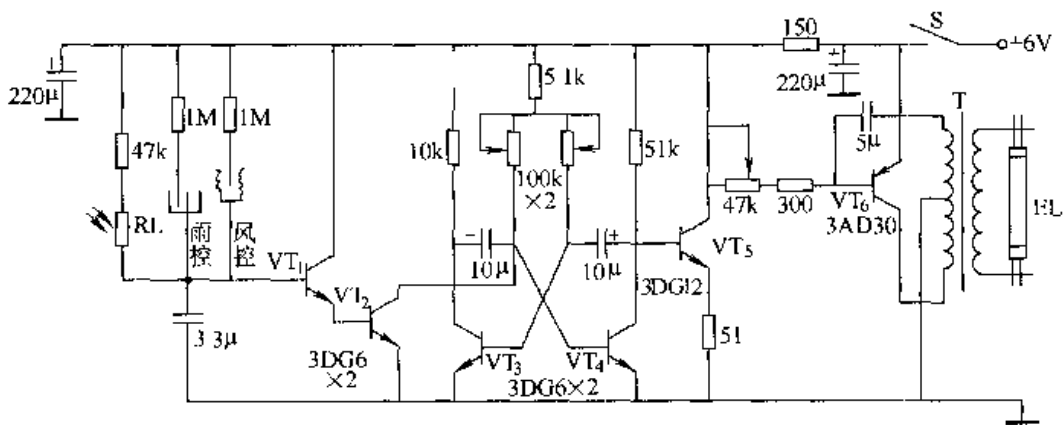 150
S
+6V
220μ
220μ
1M
1M
5 1k
T
47k
10k
100k
×2
51k
5μ
RL
雨控
风控
47k
300
VT6
3AD30
EL
VT1
10μ
10μ
VT5
3DG12
VT2
3 3μ
3DG6
×2
VT3
VT4
3DG6×2
51